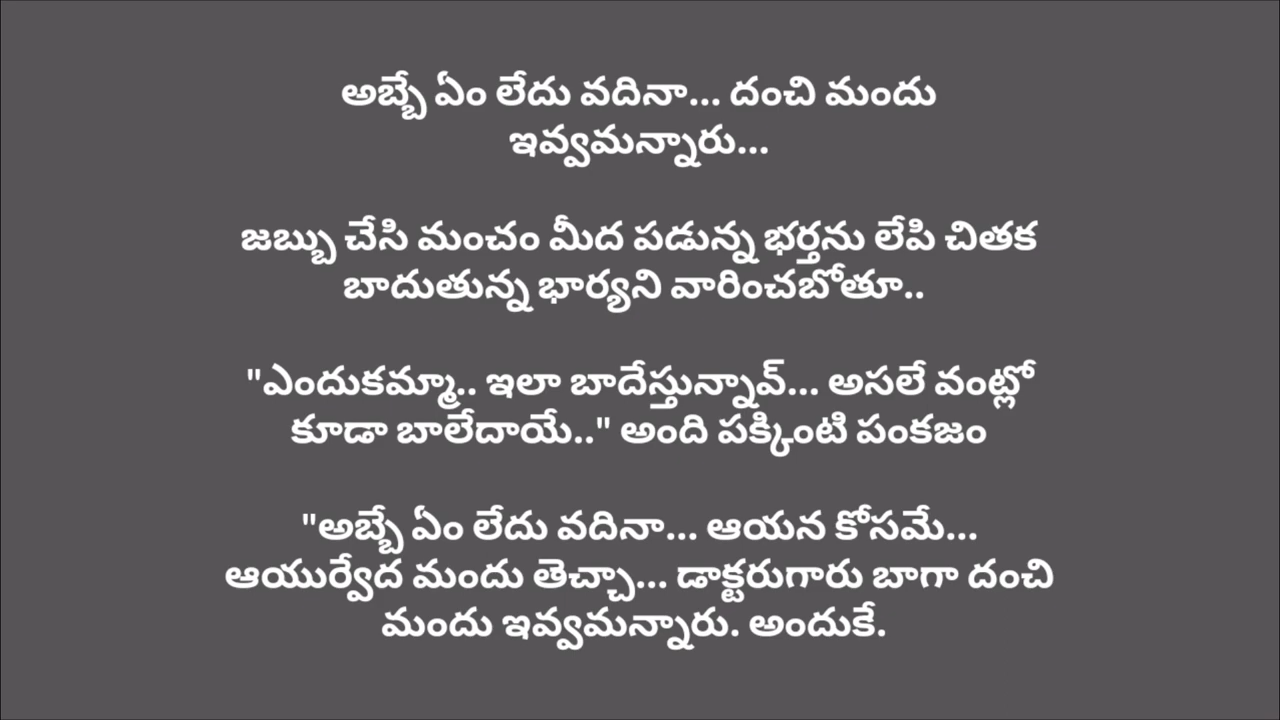 అబ్బే ఏం లేదు వదినా... దంచి మందు
ఇవ్వమన్నారు...
జబ్బు చేసి మంచం మీద పడున్న భర్తను లేపి చితక
బాదుతున్న భార్యని వారించబోతూ..
"ఎందుకమ్మా.. ఇలా బాదేస్తున్నావ్... అసలే వంట్లో
కూడా బాలేదాయే.." అంది పక్కింటి పంకజం
"అబ్బే ఏం లేదు వదినా... ఆయన కోసమే...
ఆయుర్వేద మందు తెచ్చా... డాక్టరుగారు బాగా దంచి
మందు ఇవ్వమన్నారు. అందుకే.